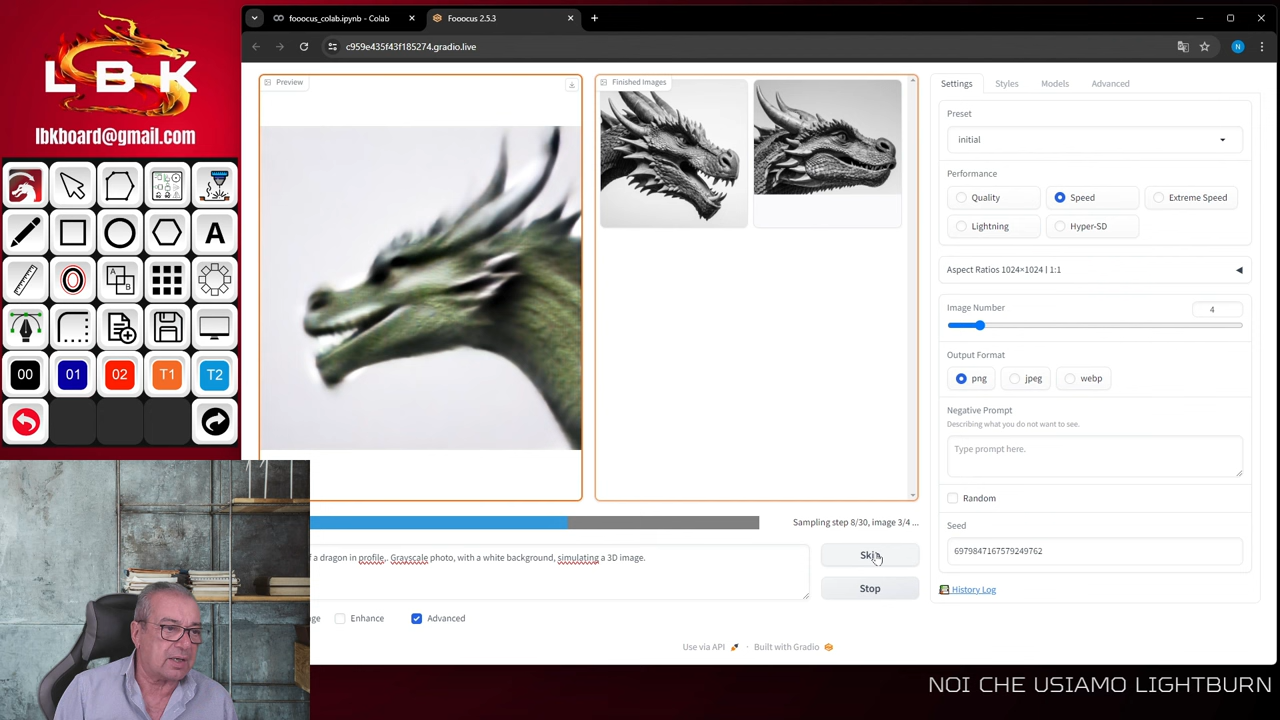 LBK
lbkboard@gmail.com
A
A
B
00
01
02
T1
T2
fooocus_colab.ipynb - Colab
Fooocus 2.5.3
c959e435f43f185274.gradio.live
N
Preview
Finished Images
Sampling step 8/30, image 3/4 ...
f a dragon in profile,. Grayscale photo, with a white background, simulating a 3D image.
Skip
Stop
ge
Enhance
Advanced
Use via API
· Built with Gradio
Settings
Styles
Models
Advanced
Preset
initial
Performance
Quality
Speed
Extreme Speed
Lightning
Hyper-SD
Aspect Ratios 1024×1024 | 1:1
Image Number
4
Output Format
png
jpeg
webp
Negative Prompt
Describing what you do not want to see.
Type prompt here.
Random
Seed
6979847167579249762
History Log
NOI CHE USIAMO LIGHTBURN